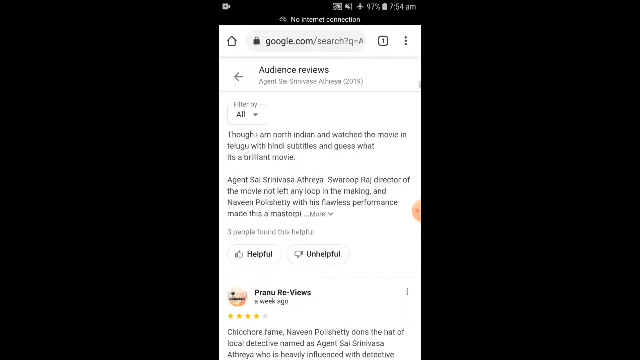 97% 7:54 am
No internet connection
google.com/search?q=A
1
Audience reviews
Agent Sai Srinivasa Athreya (2019)
Filter by
All
Though i am north indian and watched the movie in
telugu with hindi subtitles and guess what
its a brilliant movie.
Agent Sai Srinivasa Athreya Swaroop Raj director of
the movie not left any loop in the making, and
Naveen Polishetty with his flawless performance
made this a masterpi ...More
3 people found this helpful
Helpful
Unhelpful
Pranu Re-Views
a week ago
Chicchore fame, Naveen Polishetty dons the hat of
local detective named as Agent Sai Srinivasa
Athreya who is heavily influenced with detective